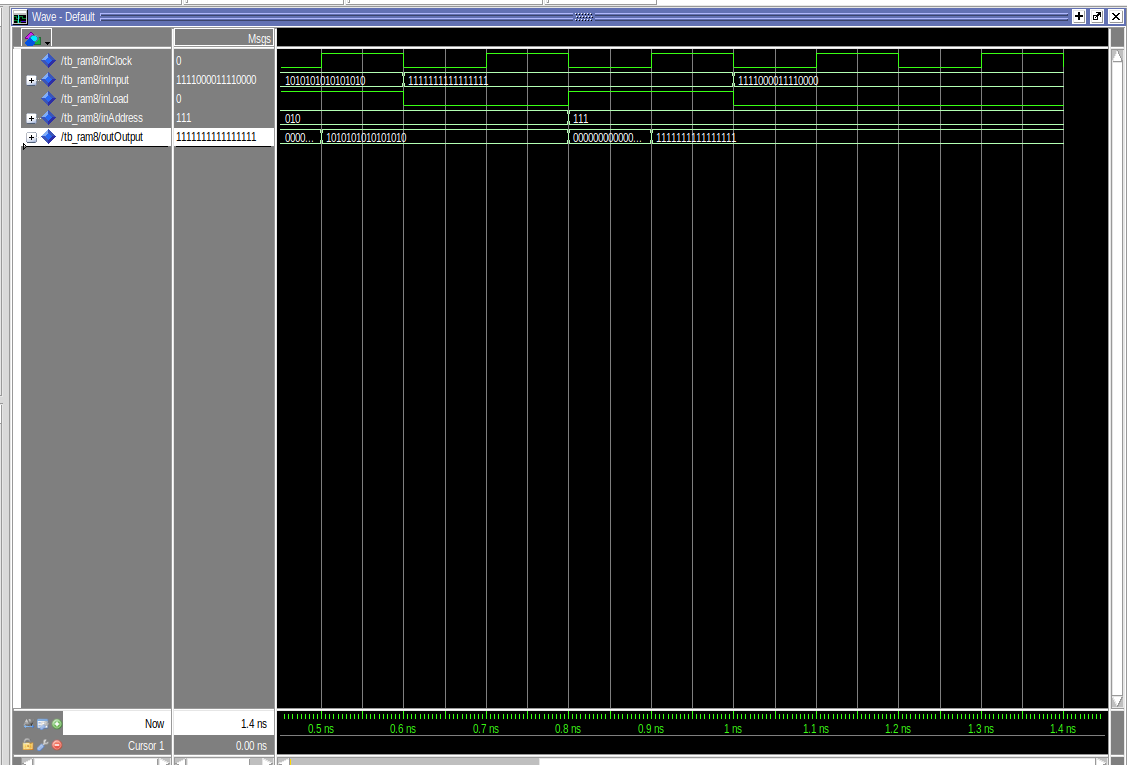 Wave - Default
Msgs
/tb_ram8/inClock 0
/tb_ram8/inInput 1111000011110000 1010101010101010 1111111111111111 1111000011110000
/tb_ram8/inLoad 0
/tb_ram8/inAddress 111 010 111
/tb_ram8/outOutput 1111111111111111 0000... 1010101010101010 000000000000... 1111111111111111
Now 1.4 ns 0.5 ns 0.6 ns 0.7 ns 0.8 ns 0.9 ns 1 ns 1.1 ns 1.2 ns 1.3 ns 1.4 ns
Cursor 1 0.00 ns